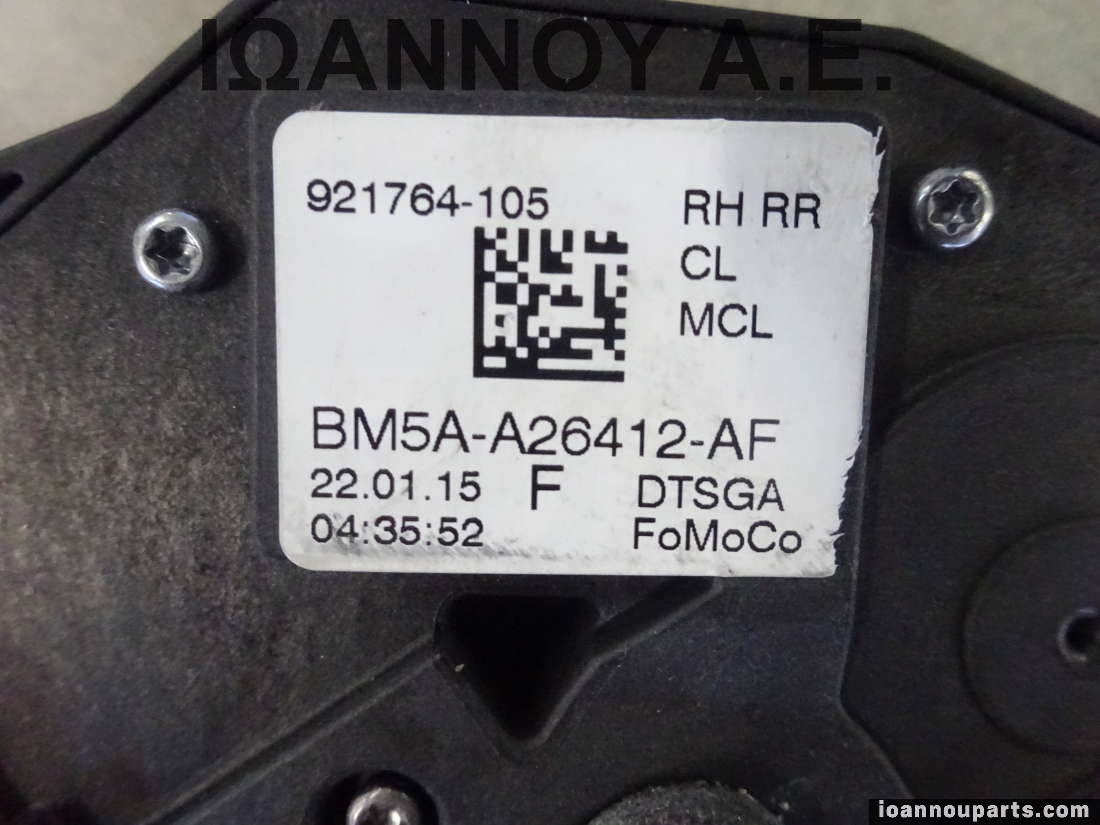 ΙΩΑΝΝΟΥ Α.Ε.
921764-105 RH RR
CL
MCL
BM5A-A26412-AF
22.01.15 F DTSGA
04:35:52 FoMoCo
ioannouparts.com